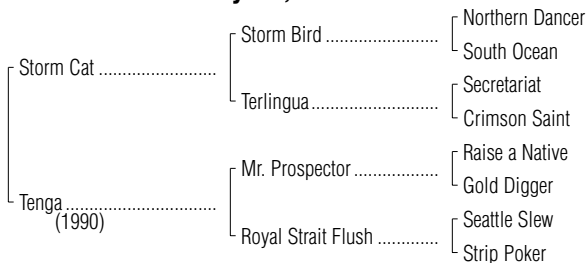 Northern Dancer
Storm Bird ........................
South Ocean
Storm Cat .........................
Secretariat
Terlingua...........................
Crimson Saint
Raise a Native
Mr. Prospector ..................
Gold Digger
Tenga................................
(1990)
Seattle Slew
Royal Strait Flush .............
Strip Poker